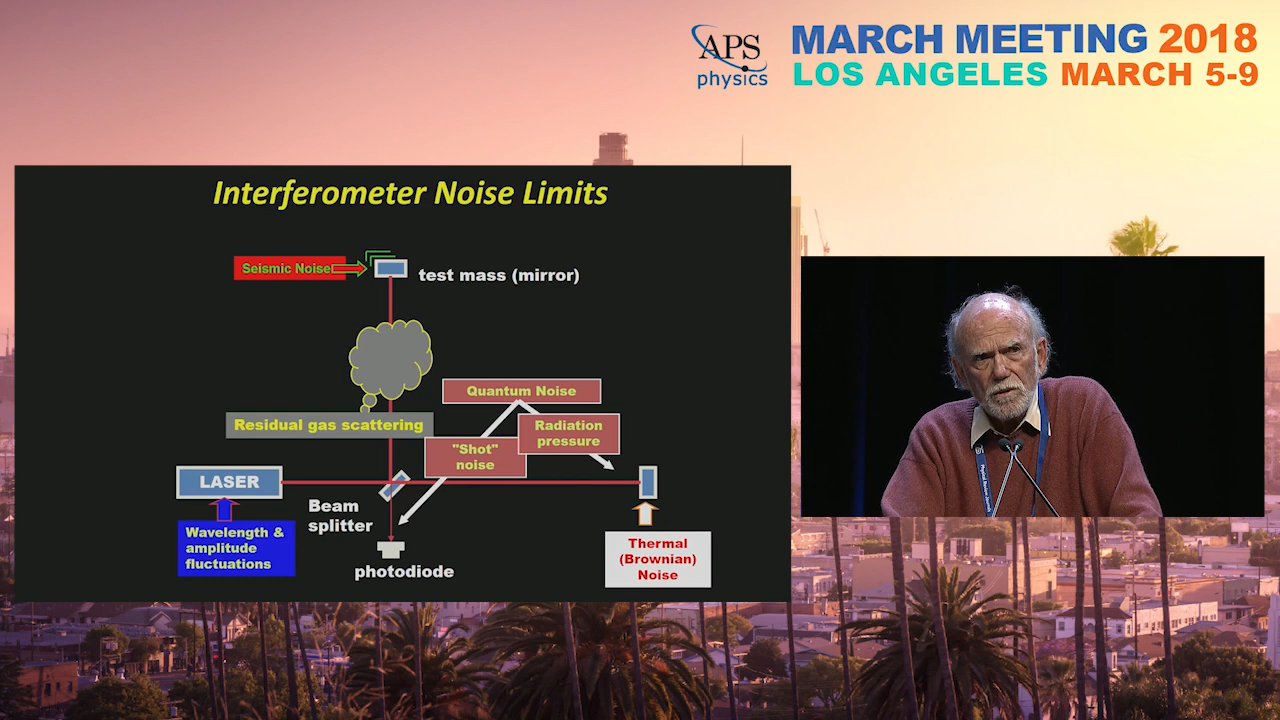 APS
physics
MARCH MEETING 2018
LOS ANGELES MARCH 5-9
Interferometer Noise Limits
Seismic Noise
test mass (mirror)
Quantum Noise
Residual gas scattering
Radiation
pressure
"Shot"
noise
LASER
Beam
splitter
Wavelength &
amplitude
fluctuations
photodiode
Thermal
(Brownian)
Noise